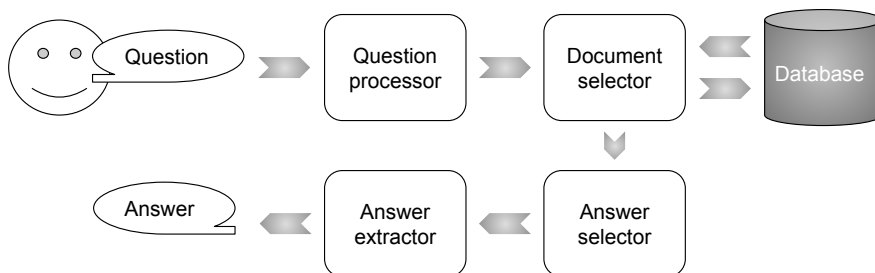 Question
Question
processor
Document
selector
Database
Answer
Answer
extractor
Answer
selector